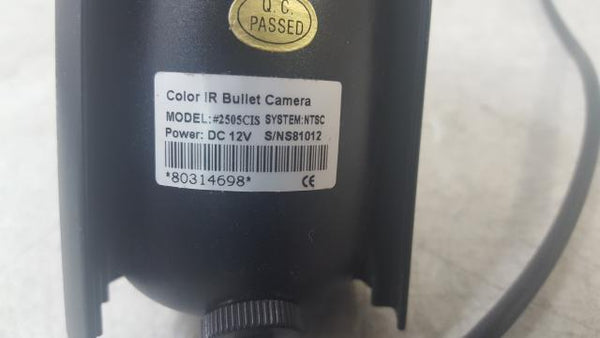 Q.C.
PASSED
Color IR Bullet Camera
MODEL:#2505CIS SYSTEM:NTSC
Power: DC 12V S/NS81012
*80314698* CE